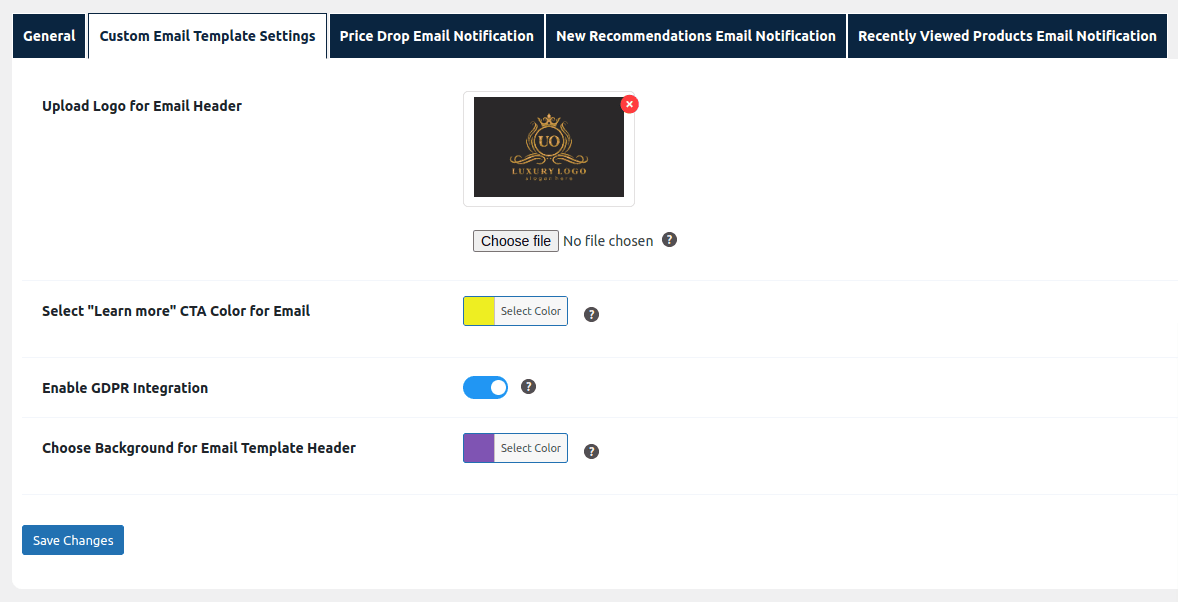 General
Custom Email Template Settings
Price Drop Email Notification
New Recommendations Email Notification
Recently Viewed Products Email Notification
Upload Logo for Email Header
UO
LUXURY LOGO
slogan here
Choose file No file chosen ?
Select "Learn more" CTA Color for Email
Select Color ?
Enable GDPR Integration
?
Choose Background for Email Template Header
Select Color ?
Save Changes